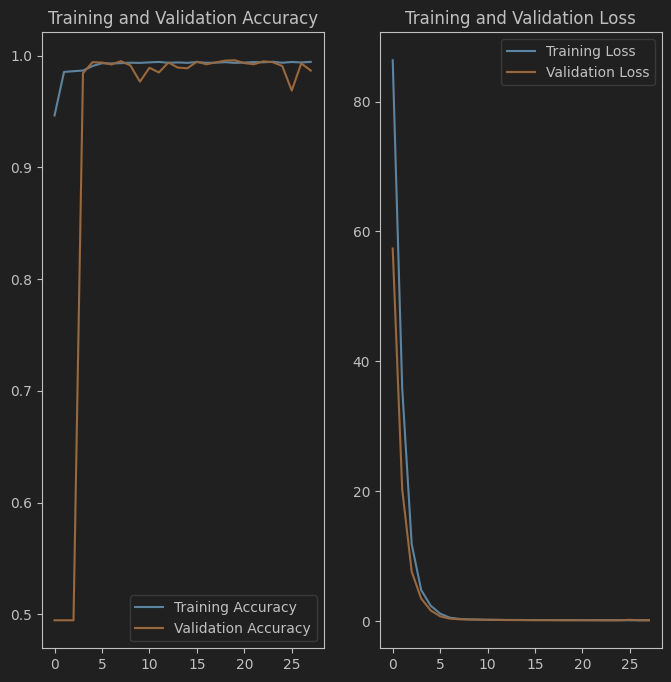 Training and Validation Accuracy
1.0
0.9
0.8
0.7
0.6
0.5
0 5 10 15 20 25
Training Accuracy
Validation Accuracy
Training and Validation Loss
80
60
40
20
0
0 5 10 15 20 25
Training Loss
Validation Loss